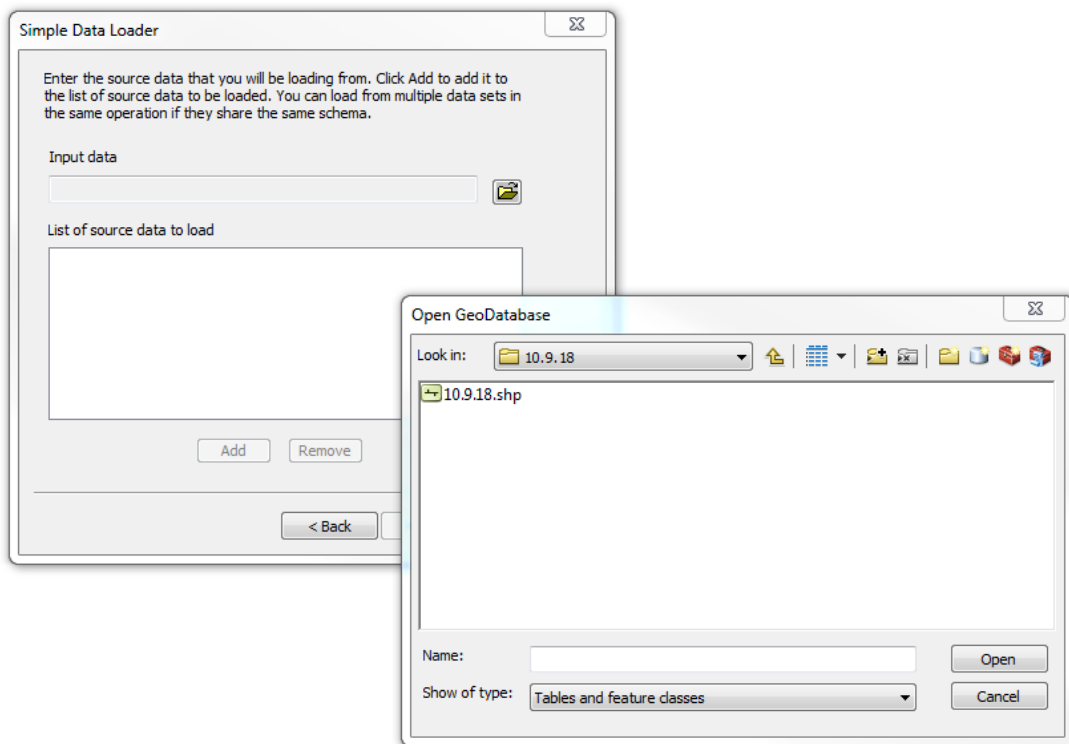 Simple Data Loader
Enter the source data that you will be loading from. Click Add to add it to
the list of source data to be loaded. You can load from multiple data sets in
the same operation if they share the same schema.
Input data
List of source data to load
Add
Remove
< Back
Open GeoDatabase
Look in:
10.9.18
10.9.18.shp
Name:
Open
Show of type:
Tables and feature classes
Cancel